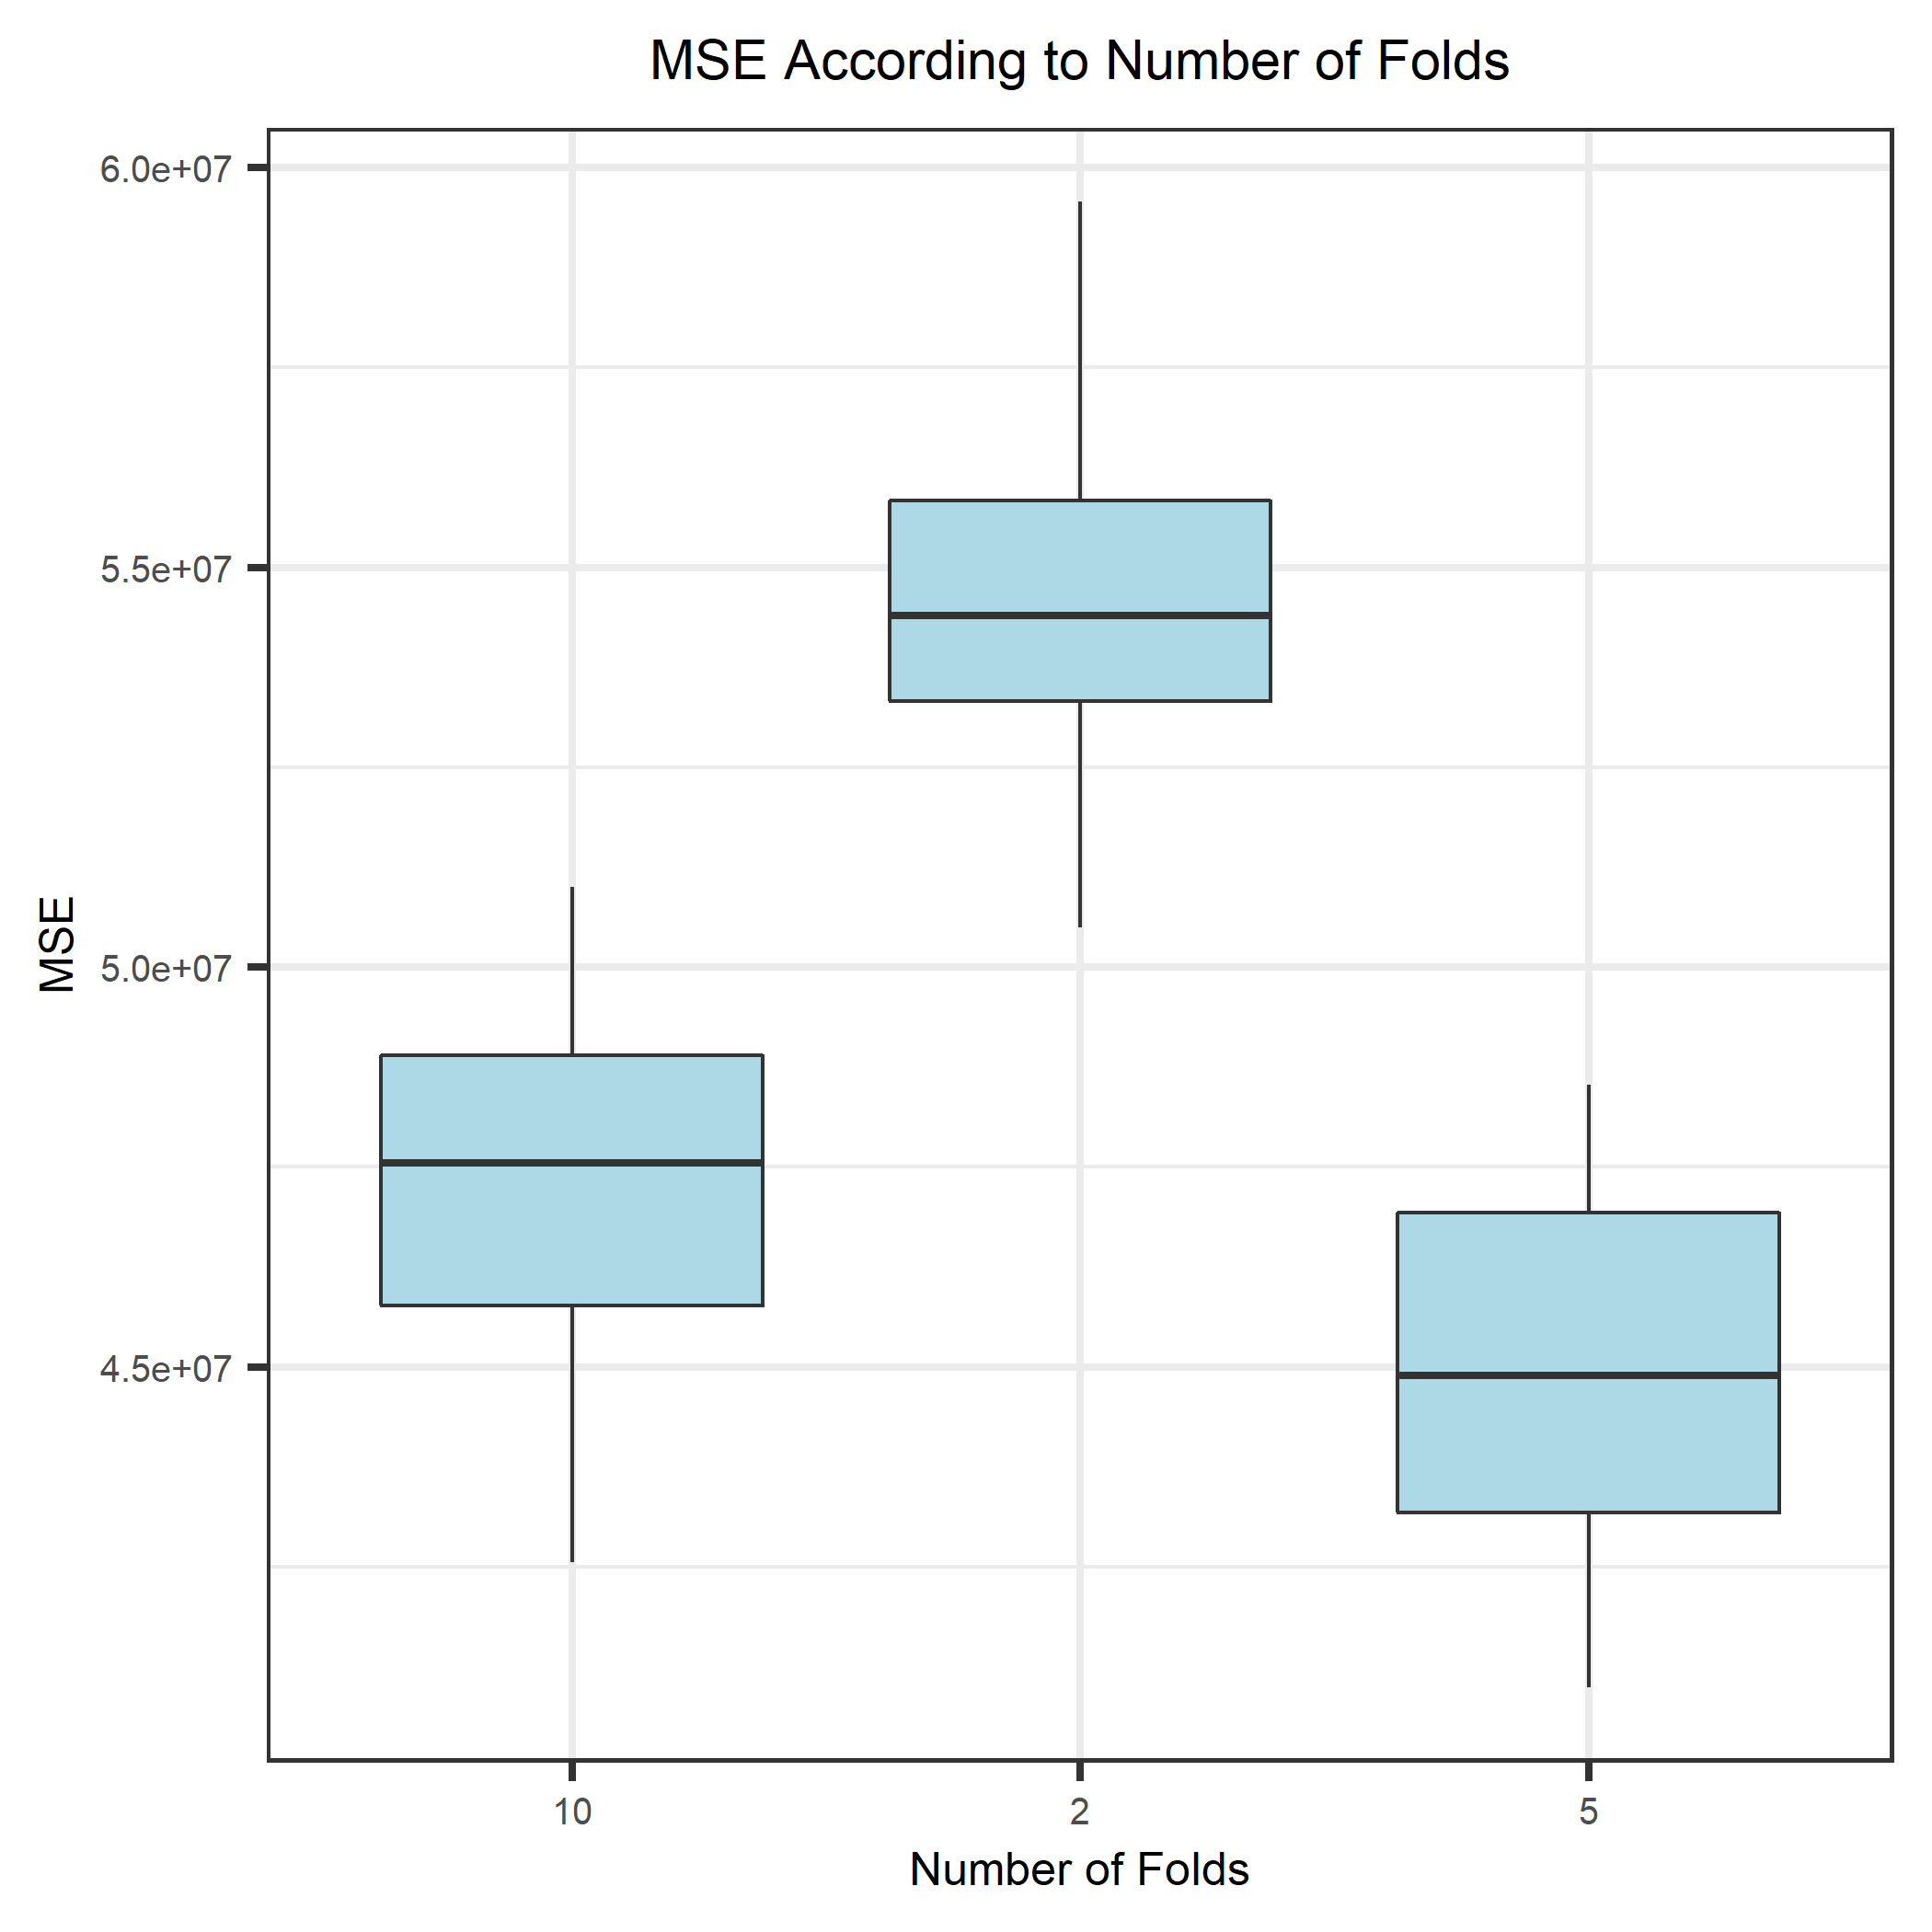 MSE According to Number of Folds
6.0e+07
5.5e+07
5.0e+07
4.5e+07
MSE
10 2 5
Number of Folds